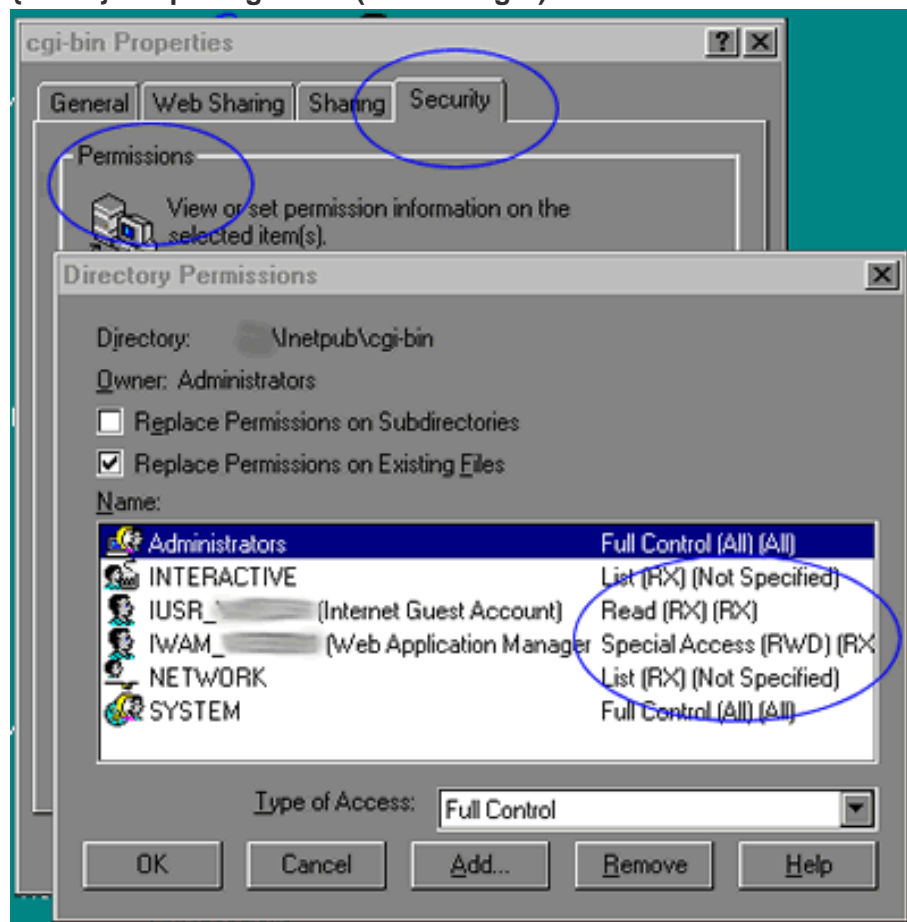 cgi-bin Properties
General Web Sharing Sharing Security
Permissions
View or set permission information on the
selected item(s).
Directory Permissions
Directory: \Inetpub\cgi-bin
Owner: Administrators
Replace Permissions on Subdirectories
Replace Permissions on Existing Files
Name:
Administrators Full Control (All) (All)
INTERACTIVE List (RX) (Not Specified)
IUSR_ (Internet Guest Account) Read (RX) (RX)
IWAM_ (Web Application Manager Special Access (RWD) (RX
NETWORK List (RX) (Not Specified)
SYSTEM Full Control (All) (All)
Type of Access: Full Control
OK Cancel Add... Remove Help